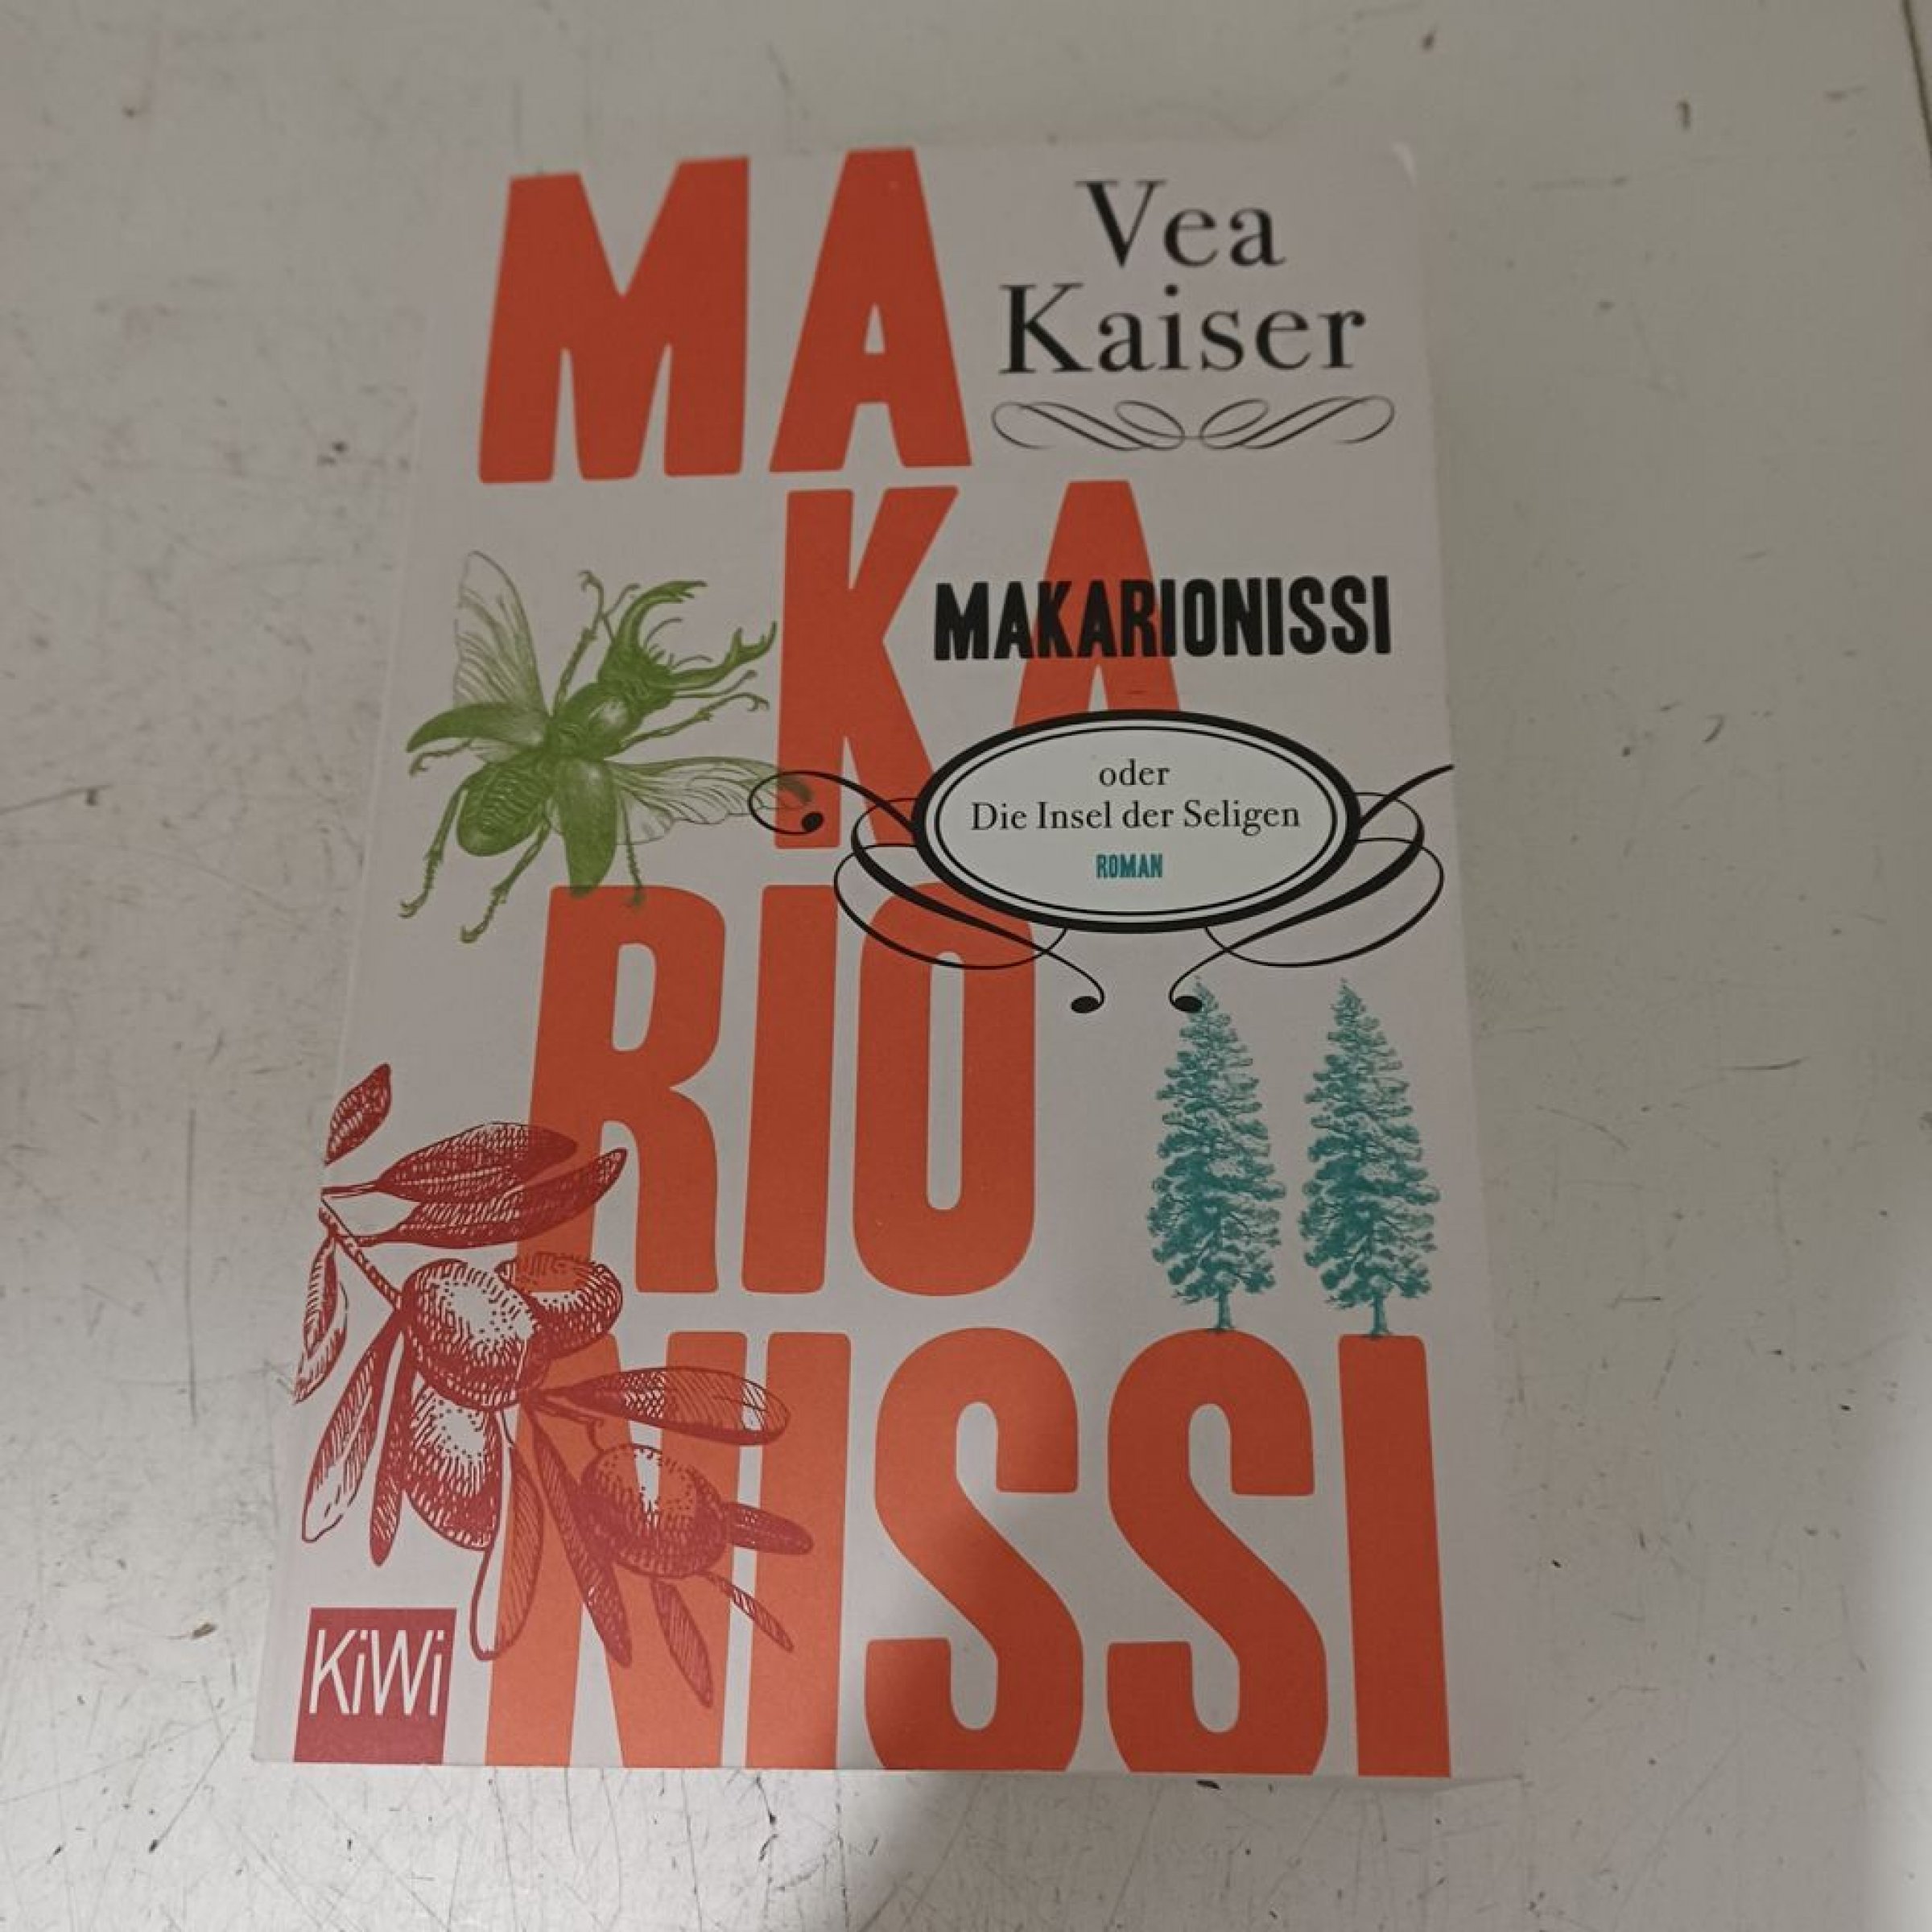 MA
Vea
Kaiser
KA
MAKARIONISSI
oder
Die Insel der Seligen
ROMAN
RIO
NISSI
KiWi